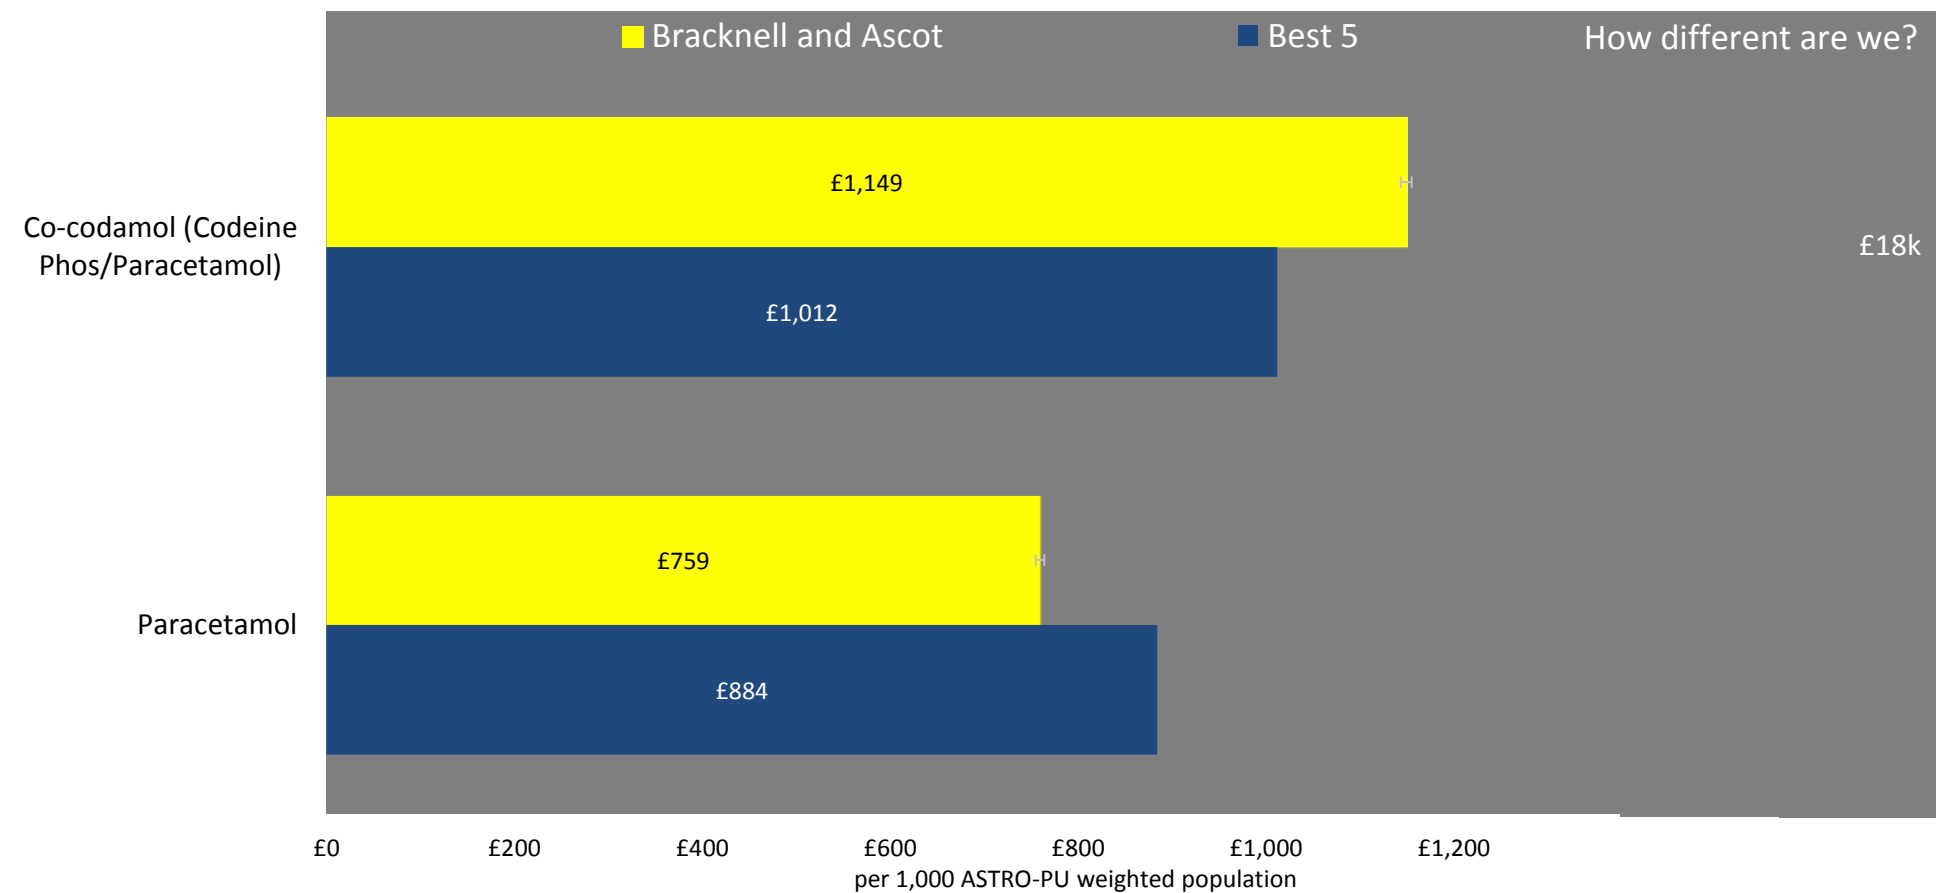 Bracknell and Ascot
Best 5
How different are we?
Co-codamol (Codeine
Phos/Paracetamol)
£1,149
£1,012
£18k
Paracetamol
£759
£884
£0
£200
£400
£600
£800
£1,000
£1,200
per 1,000 ASTRO-PU weighted population